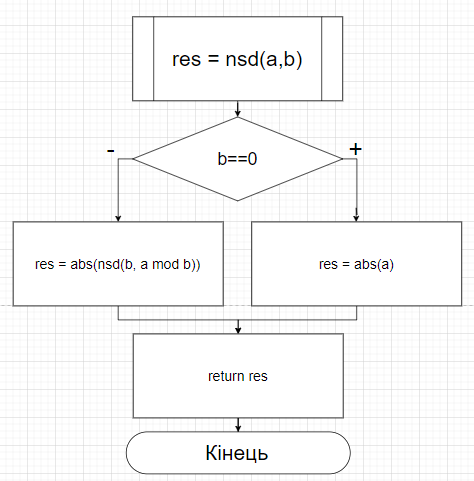 res = nsd(a,b)
b==0
-
+
res = abs(nsd(b, a mod b))
res = abs(a)
return res
Кінець